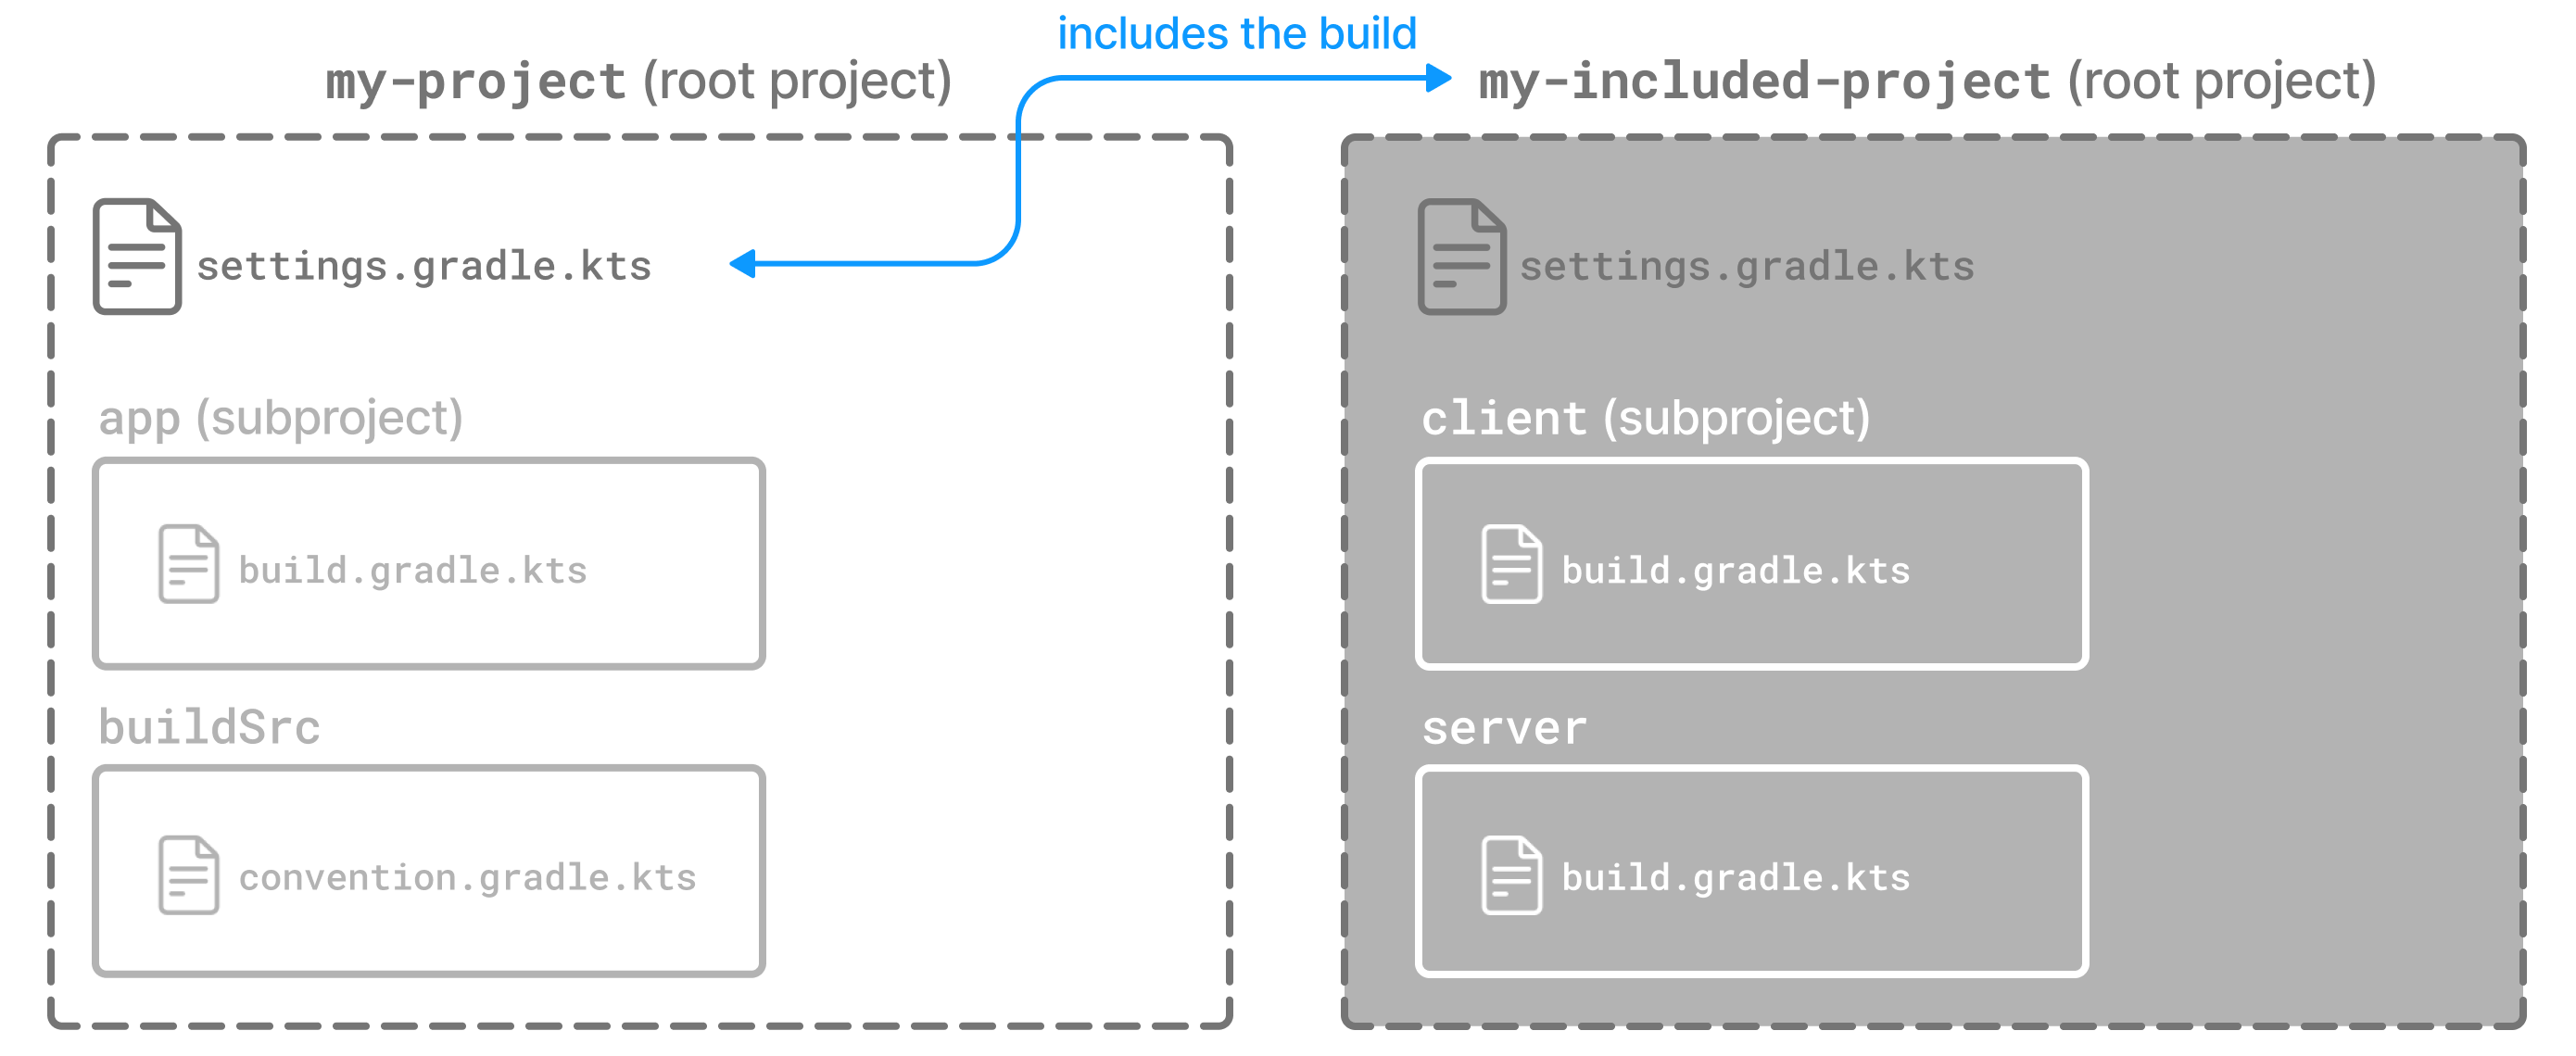 includes the build
my-project (root project)
my-included-project (root project)
settings.gradle.kts
settings.gradle.kts
app (subproject)
client (subproject)
build.gradle.kts
build.gradle.kts
buildSrc
server
convention.gradle.kts
build.gradle.kts